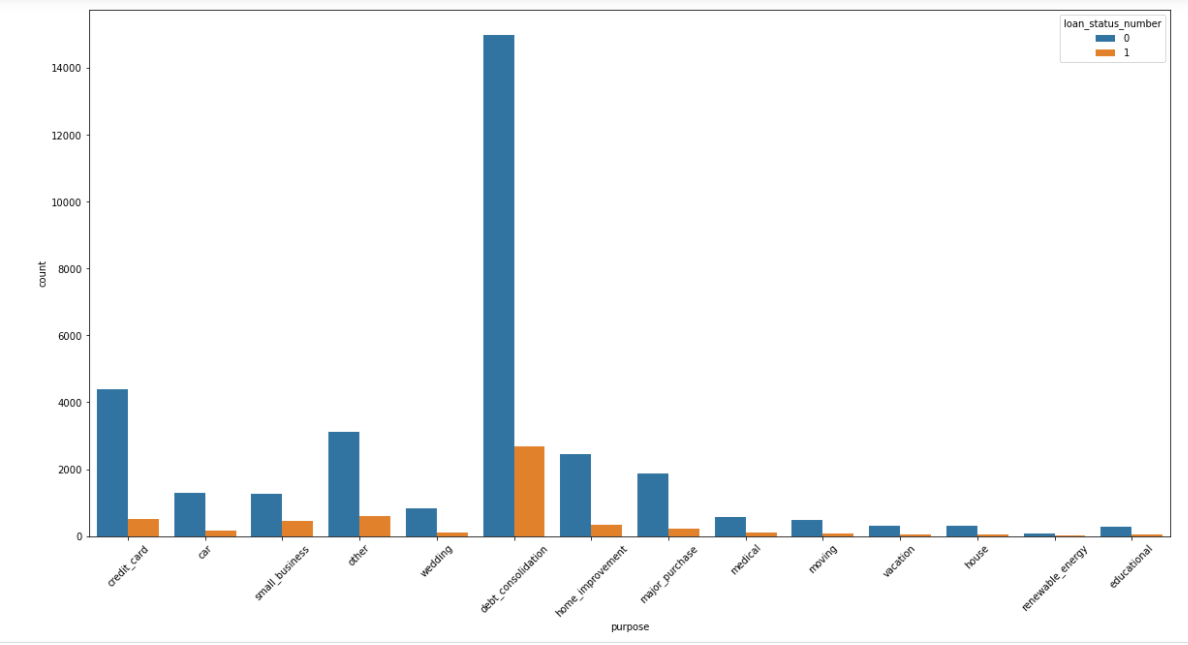 loan_status_number
0
1
14000
12000
10000
8000
6000
4000
2000
0
count
credit_card
car
small_business
other
wedding
debt_consolidation
home_improvement
major_purchase
medical
moving
vacation
house
renewable_energy
educational
purpose